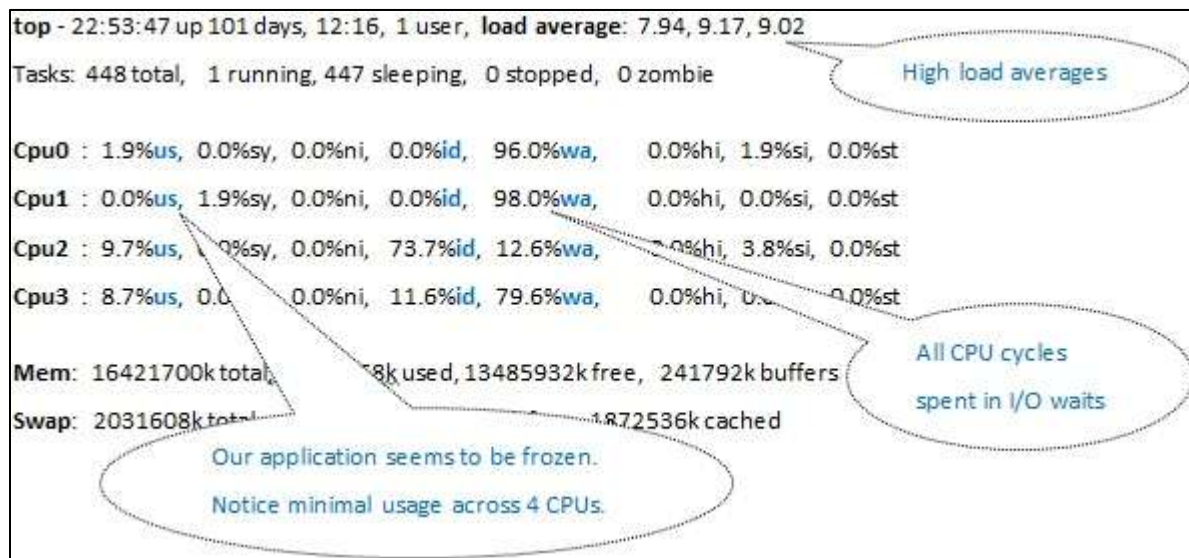 top - 22:53:47 up 101 days, 12:16, 1 user, load average: 7.94, 9.17, 9.02
High load averages
Tasks: 448 total, 1 running, 447 sleeping, 0 stopped, 0 zombie
Cpu0 : 1.9%us, 0.0%sy, 0.0%ni, 0.0%id, 96.0%wa, 0.0%hi, 1.9%si, 0.0%st
Cpu1 : 0.0%us, 1.9%sy, 0.0%ni, 0.0%id, 98.0%wa, 0.0%hi, 0.0%si, 0.0%st
Cpu2 : 9.7%us, 0.0%ni, 73.7%id, 12.6%wa, 3.8%si, 0.0%st
Cpu3 : 8.7%us, 0.0%ni, 11.6%id, 79.6%wa, 0.0%hi, 0.0%st
Mem: 16421700k total, used, 13485932k free, 241792k buffers
Swap: 2031608k total 1872536k cached
All CPU cycles
spent in I/O waits
Our application seems to be frozen.
Notice minimal usage across 4 CPUs.